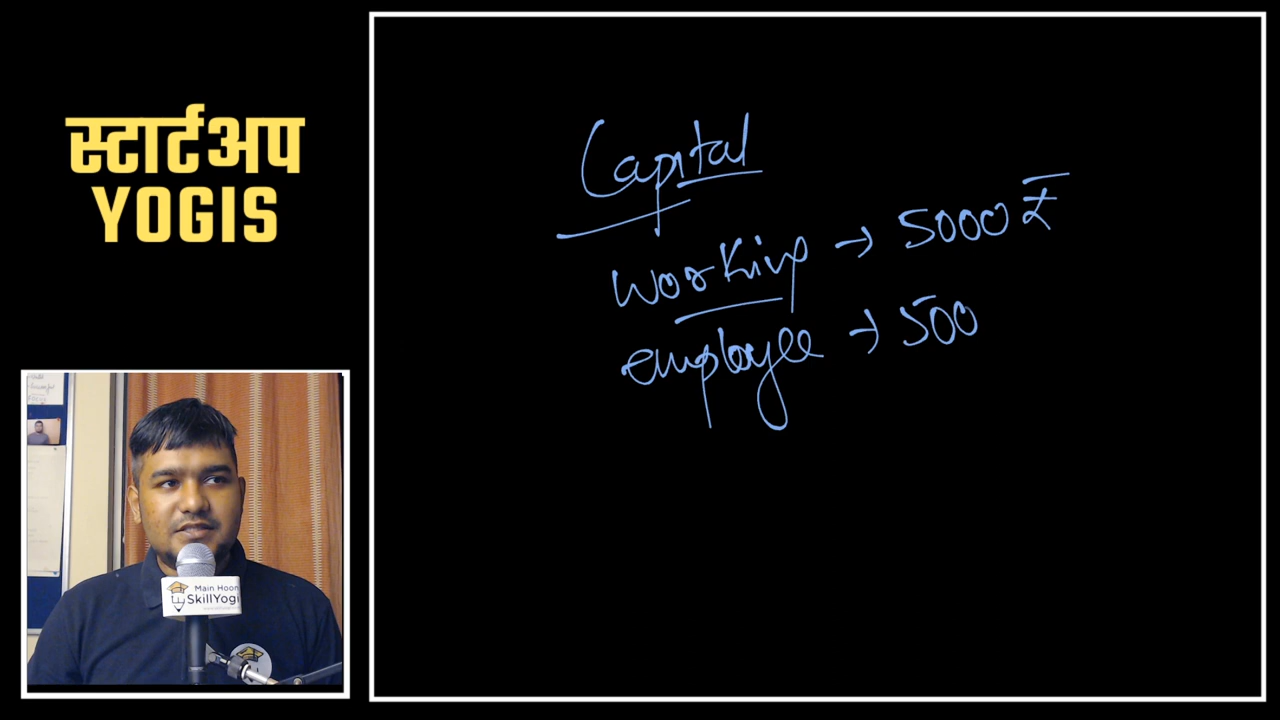 स्टार्टअप
YOGIS
Capital
working → 5000 ₹
employee → 500
Main Hoon
SkillYogi